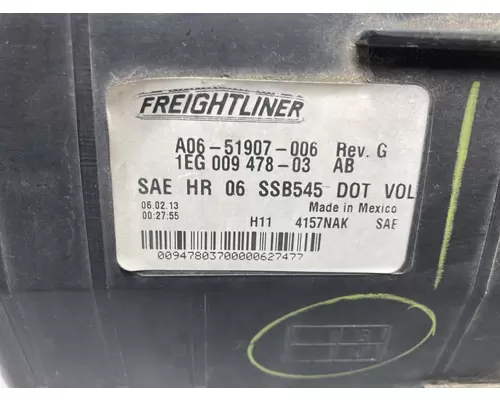 FREIGHTLINER
A06-51907-006 Rev. G
1EG 009 478-03 AB
SAE HR 06 SSB545 DOT VOL
06.02.13 Made in Mexico
00:27:55
H11 4157NAK SAE
00947803700000627477